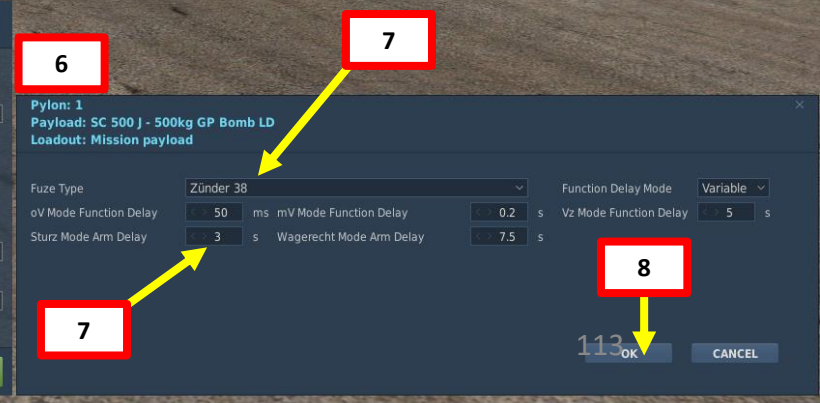 7
6
Pylon: 1
Payload: SC 500 J - 500kg GP Bomb LD
Loadout: Mission payload
Fuze Type Zünder 38 Function Delay Mode Variable
oV Mode Function Delay 50 ms mV Mode Function Delay 0.2 s Vz Mode Function Delay 5 s
Sturz Mode Arm Delay 3 s Wagerecht Mode Arm Delay 7.5 s
8
7
113
OK CANCEL